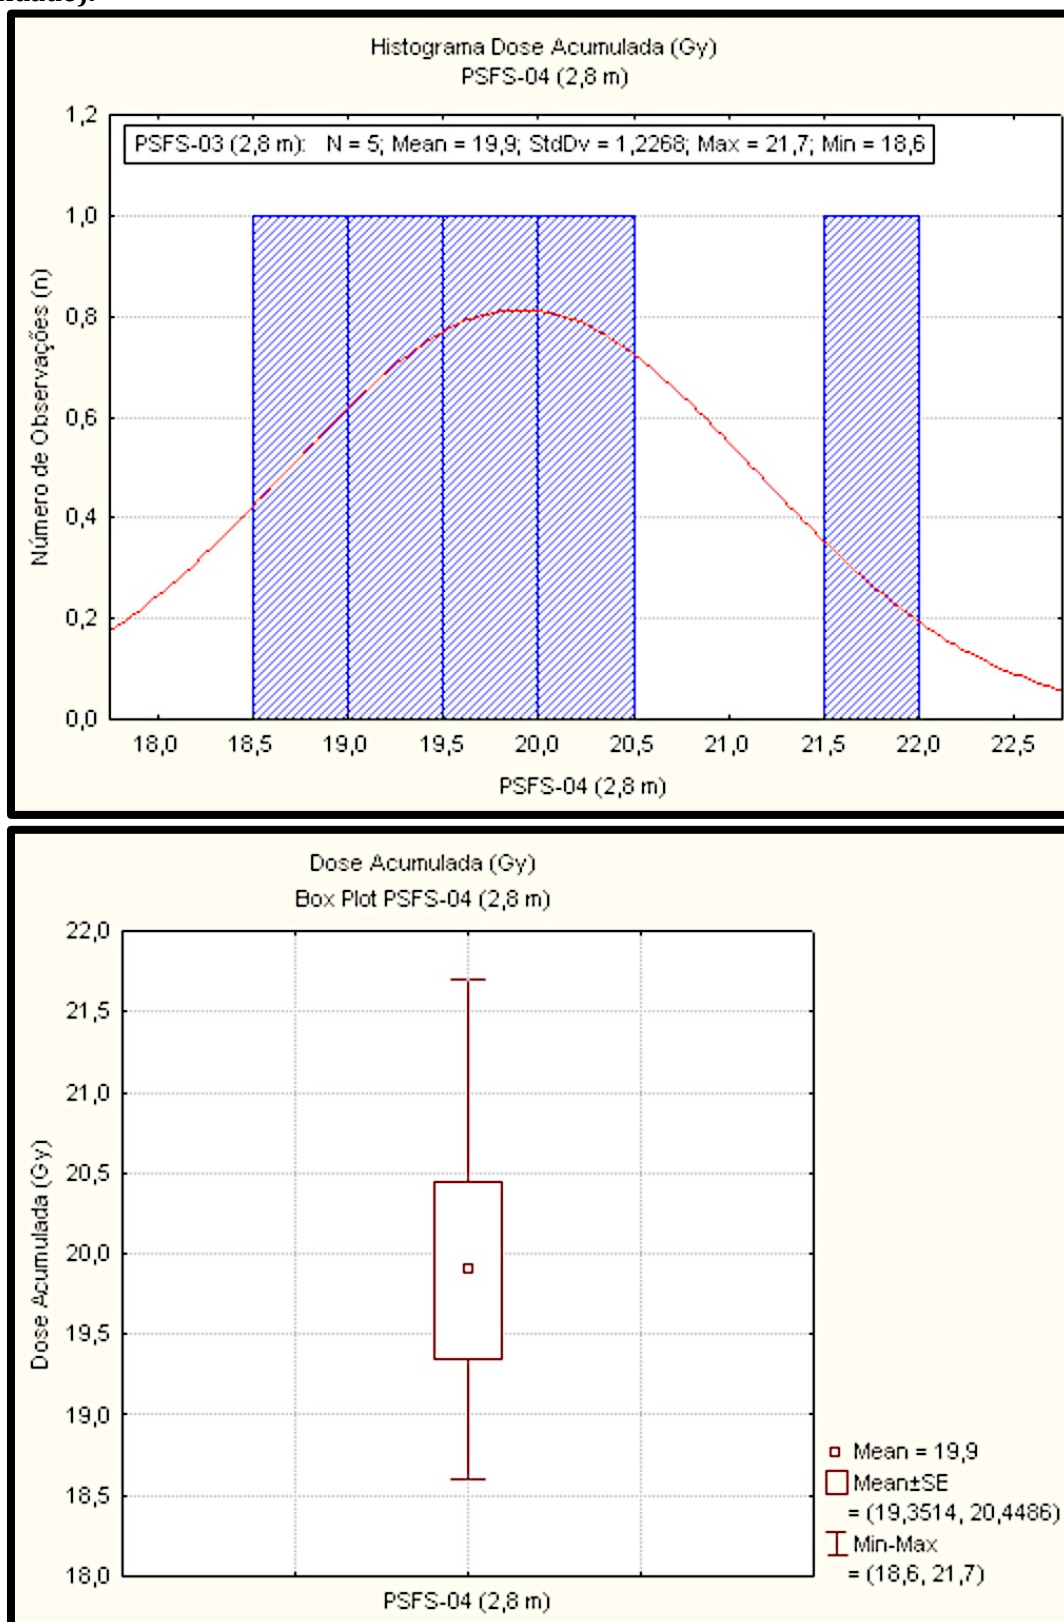 Histograma Dose Acumulada (Gy)
PSFS-04 (2,8 m)
PSFS-03 (2,8 m): N = 5; Mean = 19,9; StdDv = 1,2268; Max = 21,7; Min = 18,6
1,2
1,0
0,8
0,6
0,4
0,2
0,0
Número de Observações (n)
18,0 18,5 19,0 19,5 20,0 20,5 21,0 21,5 22,0 22,5
PSFS-04 (2,8 m)
Dose Acumulada (Gy)
Box Plot PSFS-04 (2,8 m)
22,0
21,5
21,0
20,5
20,0
19,5
19,0
18,5
18,0
Dose Acumulada (Gy)
PSFS-04 (2,8 m)
Mean = 19,9
Mean±SE
= (19,3514, 20,4486)
Min-Max
= (18,6, 21,7)